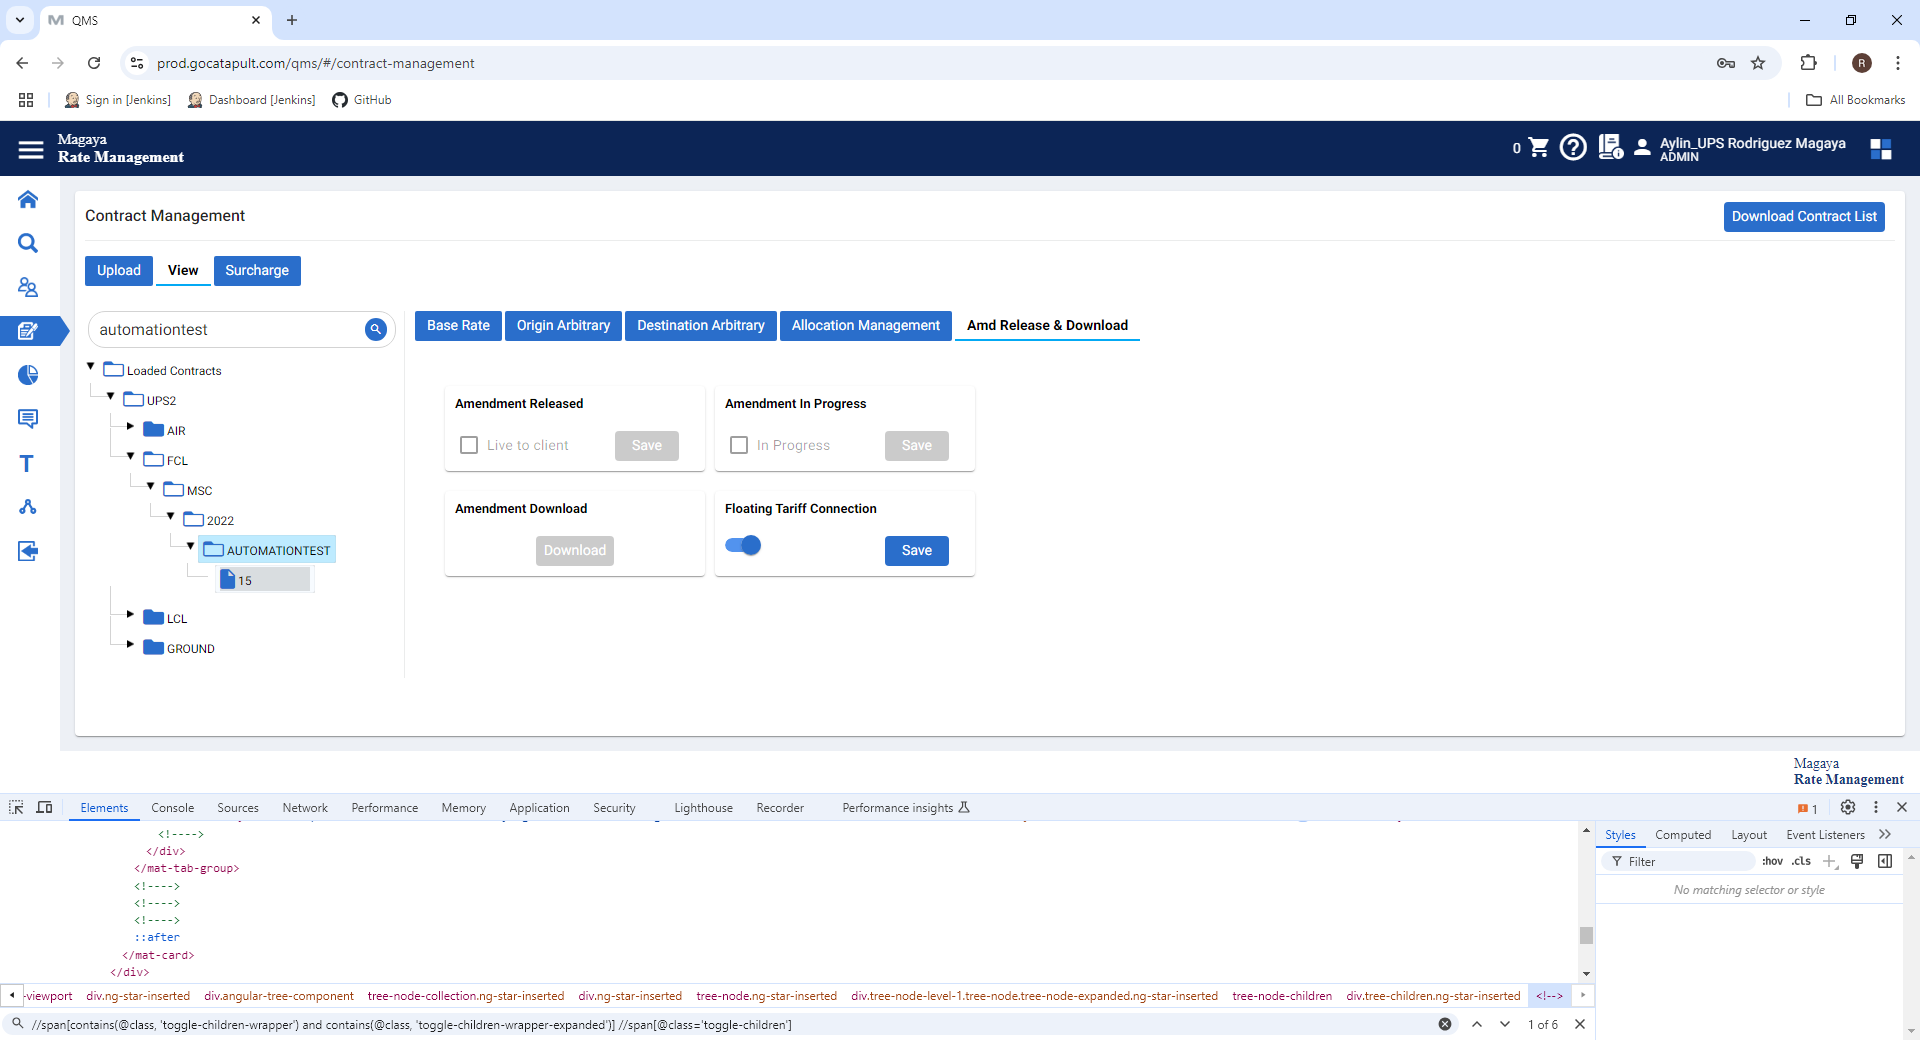 QMS
prod.gocatapult.com/qms/#/contract-management
R
Sign in [Jenkins]
Dashboard [Jenkins]
GitHub
All Bookmarks
Magaya
Rate Management
0
Aylin_UPS Rodriguez Magaya
ADMIN
Contract Management
Download Contract List
Upload
View
Surcharge
automationtest
Base Rate
Origin Arbitrary
Destination Arbitrary
Allocation Management
Amd Release & Download
Loaded Contracts
UPS2
AIR
FCL
MSC
2022
AUTOMATIONTEST
15
LCL
GROUND
Amendment Released
Live to client
Save
Amendment In Progress
In Progress
Save
Amendment Download
Download
Floating Tariff Connection
Save
Magaya
Rate Management
Elements
Console
Sources
Network
Performance
Memory
Application
Security
Lighthouse
Recorder
Performance insights
1
<!---->
</div>
</mat-tab-group>
<!---->
<!---->
<!---->
::after
</mat-card>
</div>
Styles
Computed
Layout
Event Listeners
Filter
:hov
.cls
No matching selector or style
-viewport
div.ng-star-inserted
div.angular-tree-component
tree-node-collection.ng-star-inserted
div.ng-star-inserted
tree-node.ng-star-inserted
div.tree-node-level-1.tree-node.tree-node-expanded.ng-star-inserted
tree-node-children
div.tree-children.ng-star-inserted
<!-->
//span[contains(@class, 'toggle-children-wrapper') and contains(@class, 'toggle-children-wrapper-expanded')] //span[@class='toggle-children']
1 of 6